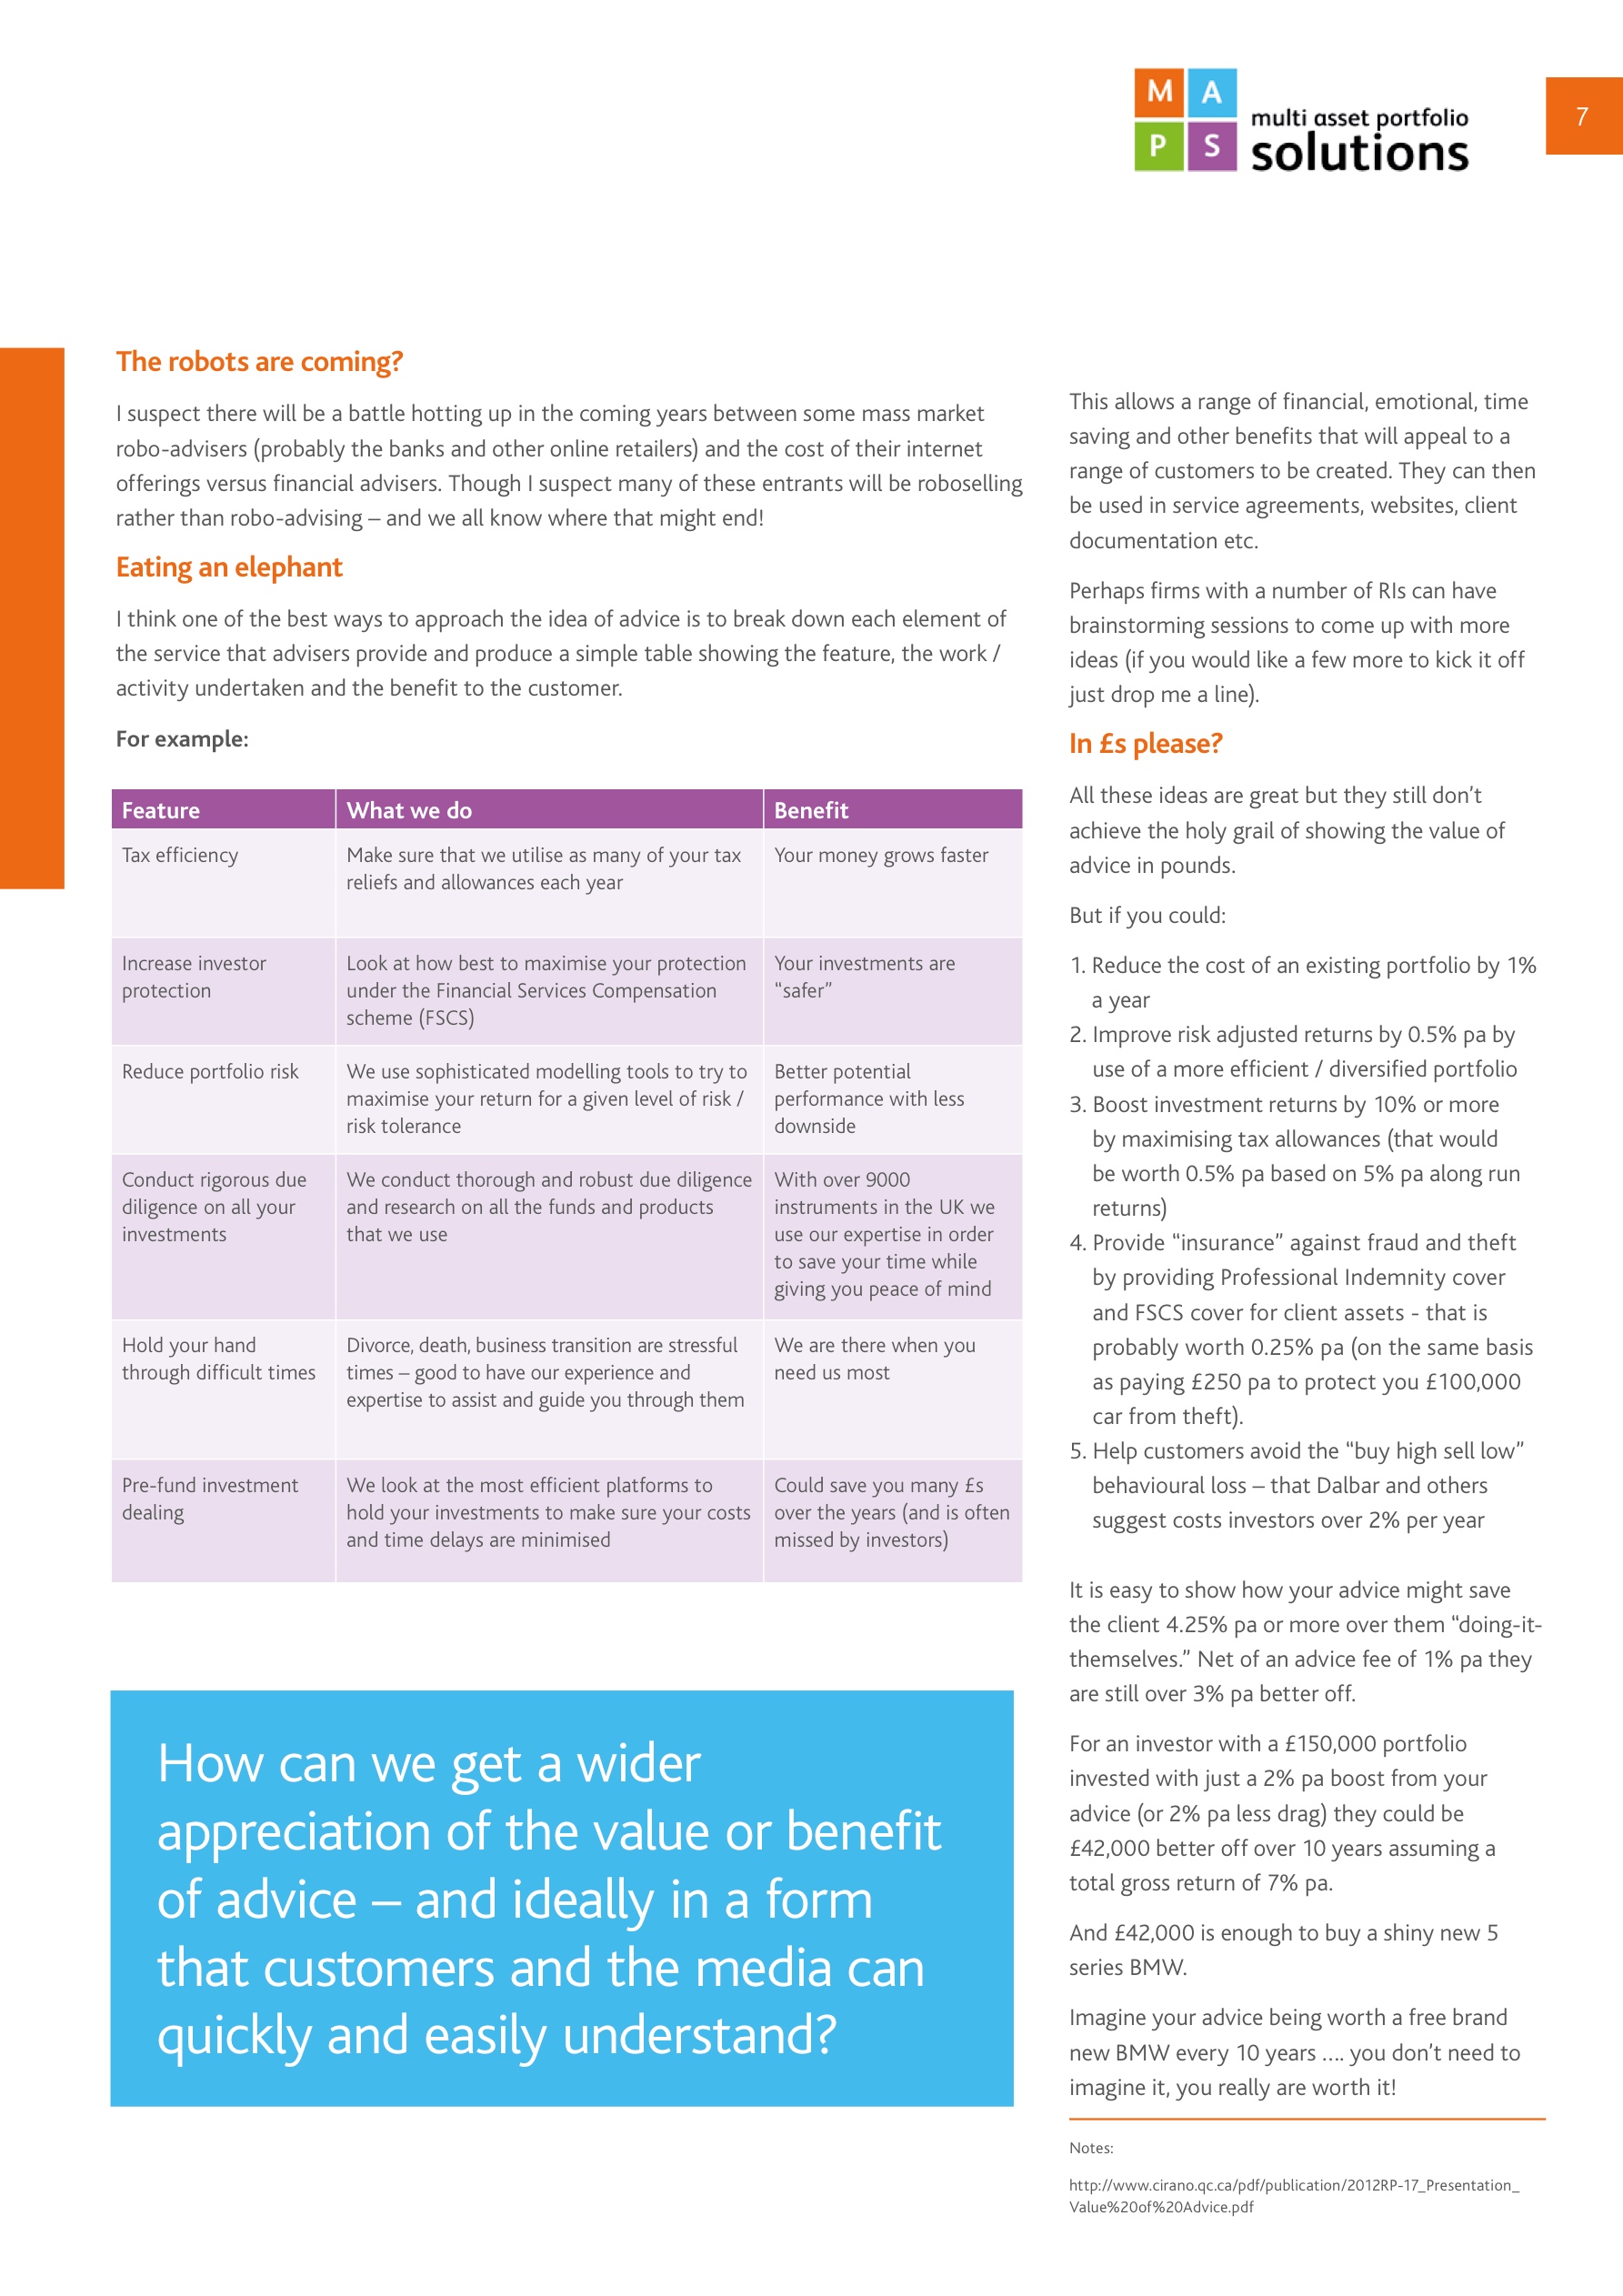 M A
P S
multi asset portfolio
solutions
7
The robots are coming?
I suspect there will be a battle hotting up in the coming years between some mass market
robo-advisers (probably the banks and other online retailers) and the cost of their internet
offerings versus financial advisers. Though I suspect many of these entrants will be roboselling
rather than robo-advising – and we all know where that might end!
Eating an elephant
I think one of the best ways to approach the idea of advice is to break down each element of
the service that advisers provide and produce a simple table showing the feature, the work /
activity undertaken and the benefit to the customer.
For example:
Feature What we do Benefit
Tax efficiency
Make sure that we utilise as many of your tax
reliefs and allowances each year
Your money grows faster
Increase investor
protection
Look at how best to maximise your protection
under the Financial Services Compensation
scheme (FSCS)
Your investments are
“safer”
Reduce portfolio risk
We use sophisticated modelling tools to try to
maximise your return for a given level of risk /
risk tolerance
Better potential
performance with less
downside
Conduct rigorous due
diligence on all your
investments
We conduct thorough and robust due diligence
and research on all the funds and products
that we use
With over 9000
instruments in the UK we
use our expertise in order
to save your time while
giving you peace of mind
Hold your hand
through difficult times
Divorce, death, business transition are stressful
times – good to have our experience and
expertise to assist and guide you through them
We are there when you
need us most
Pre-fund investment
dealing
We look at the most efficient platforms to
hold your investments to make sure your costs
and time delays are minimised
Could save you many £s
over the years (and is often
missed by investors)
How can we get a wider
appreciation of the value or benefit
of advice – and ideally in a form
that customers and the media can
quickly and easily understand?
This allows a range of financial, emotional, time
saving and other benefits that will appeal to a
range of customers to be created. They can then
be used in service agreements, websites, client
documentation etc.
Perhaps firms with a number of RIs can have
brainstorming sessions to come up with more
ideas (if you would like a few more to kick it off
just drop me a line).
In £s please?
All these ideas are great but they still don’t
achieve the holy grail of showing the value of
advice in pounds.
But if you could:
1. Reduce the cost of an existing portfolio by 1%
a year
2. Improve risk adjusted returns by 0.5% pa by
use of a more efficient / diversified portfolio
3. Boost investment returns by 10% or more
by maximising tax allowances (that would
be worth 0.5% pa based on 5% pa along run
returns)
4. Provide “insurance” against fraud and theft
by providing Professional Indemnity cover
and FSCS cover for client assets - that is
probably worth 0.25% pa (on the same basis
as paying £250 pa to protect you £100,000
car from theft).
5. Help customers avoid the “buy high sell low”
behavioural loss – that Dalbar and others
suggest costs investors over 2% per year
It is easy to show how your advice might save
the client 4.25% pa or more over them “doing-it-
themselves.” Net of an advice fee of 1% pa they
are still over 3% pa better off.
For an investor with a £150,000 portfolio
invested with just a 2% pa boost from your
advice (or 2% pa less drag) they could be
£42,000 better off over 10 years assuming a
total gross return of 7% pa.
And £42,000 is enough to buy a shiny new 5
series BMW.
Imagine your advice being worth a free brand
new BMW every 10 years .... you don’t need to
imagine it, you really are worth it!
Notes:
http://www.cirano.qc.ca/pdf/publication/2012RP-17_Presentation_
Value%20of%20Advice.pdf